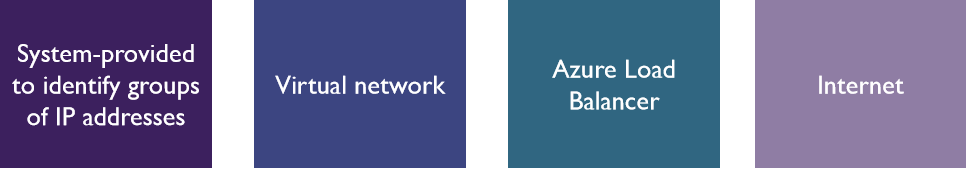 System-provided
to identify groups
of IP addresses
Virtual network
Azure Load
Balancer
Internet